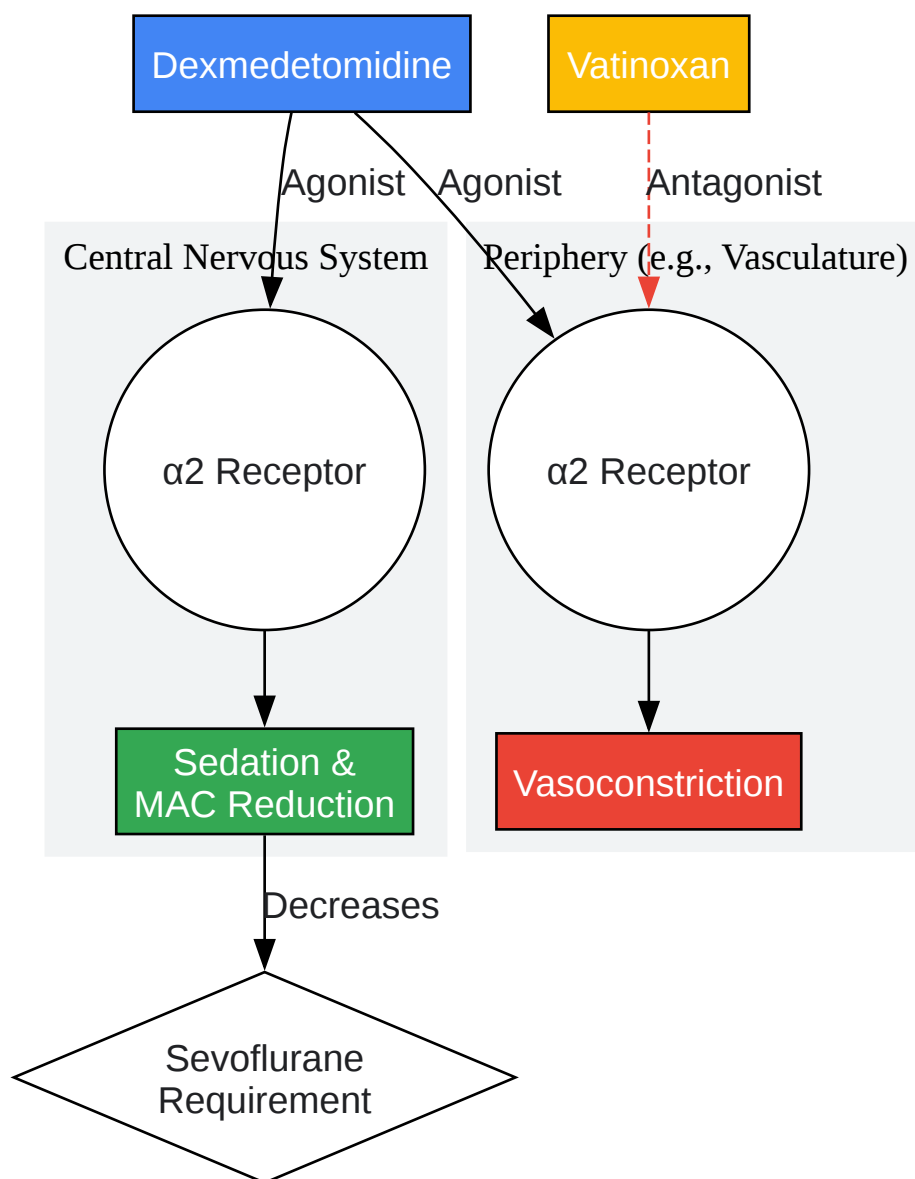 Dexmedetomidine
Vatinoxan
Agonist
Agonist
Antagonist
Central Nervous System
Periphery (e.g., Vasculature)
α2 Receptor
α2 Receptor
Sedation &
MAC Reduction
Vasoconstriction
Decreases
Sevoflurane
Requirement